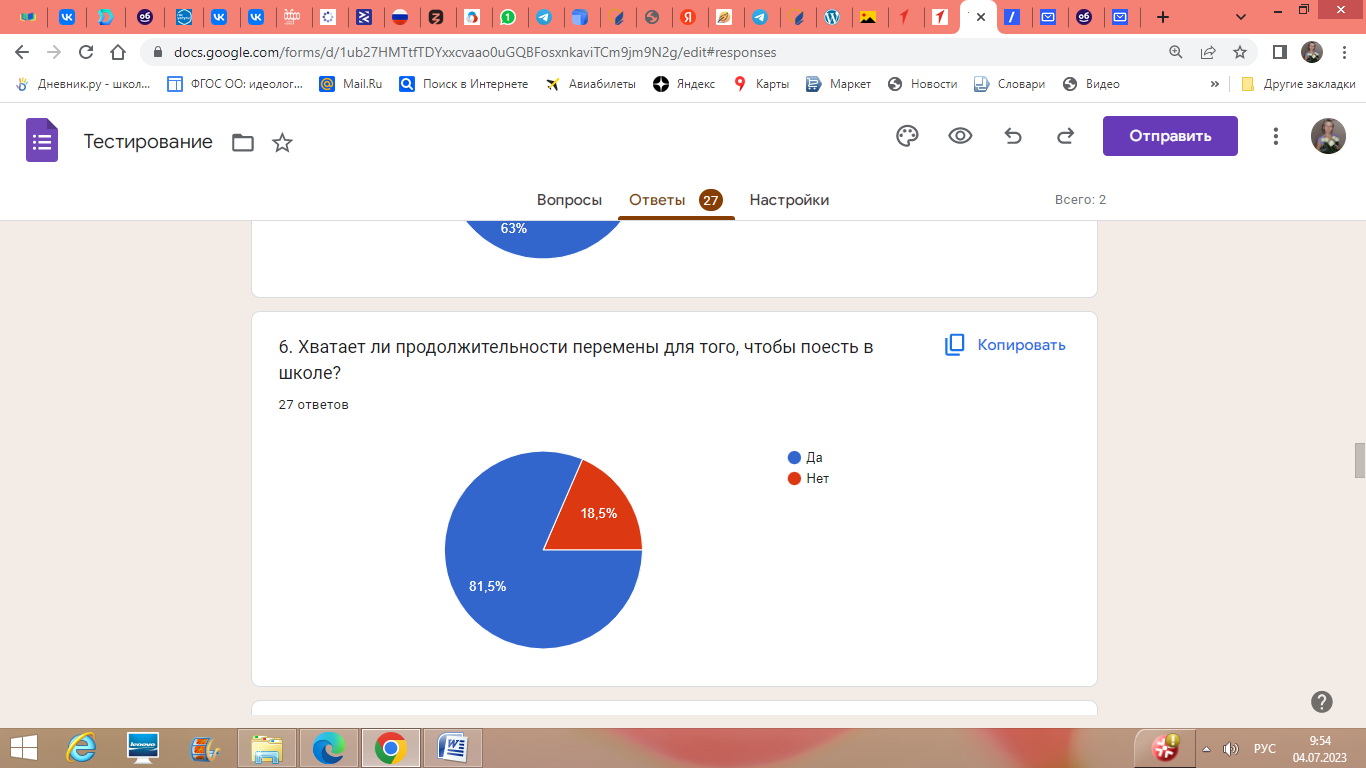 docs.google.com/forms/d/1ub27HMTtfTDYxxcvaao0uGQBFosxnkaviTCm9jm9N2g/edit#responses
Дневник.ру - школ... ФГОС ОО: идеолог... Mail.Ru Поиск в Интернете Авиабилеты Яндекс Карты Маркет Новости Словари Видео » Другие закладки
Тестирование Отправить
Вопросы Ответы 27 Настройки Всего: 2
63%
6. Хватает ли продолжительности перемены для того, чтобы поесть в
школе?
Копировать
27 ответов
Да
Нет
18,5%
81,5%
РУС
9:54
04.07.2023